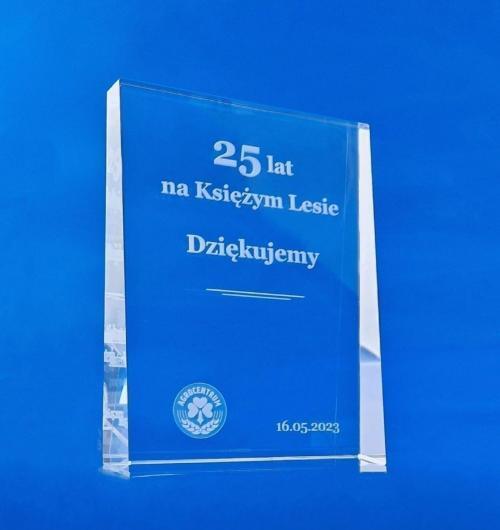 25 lat
na Księżym Lesie
Dziękujemy
AGROCENTRUM
16.05.2023